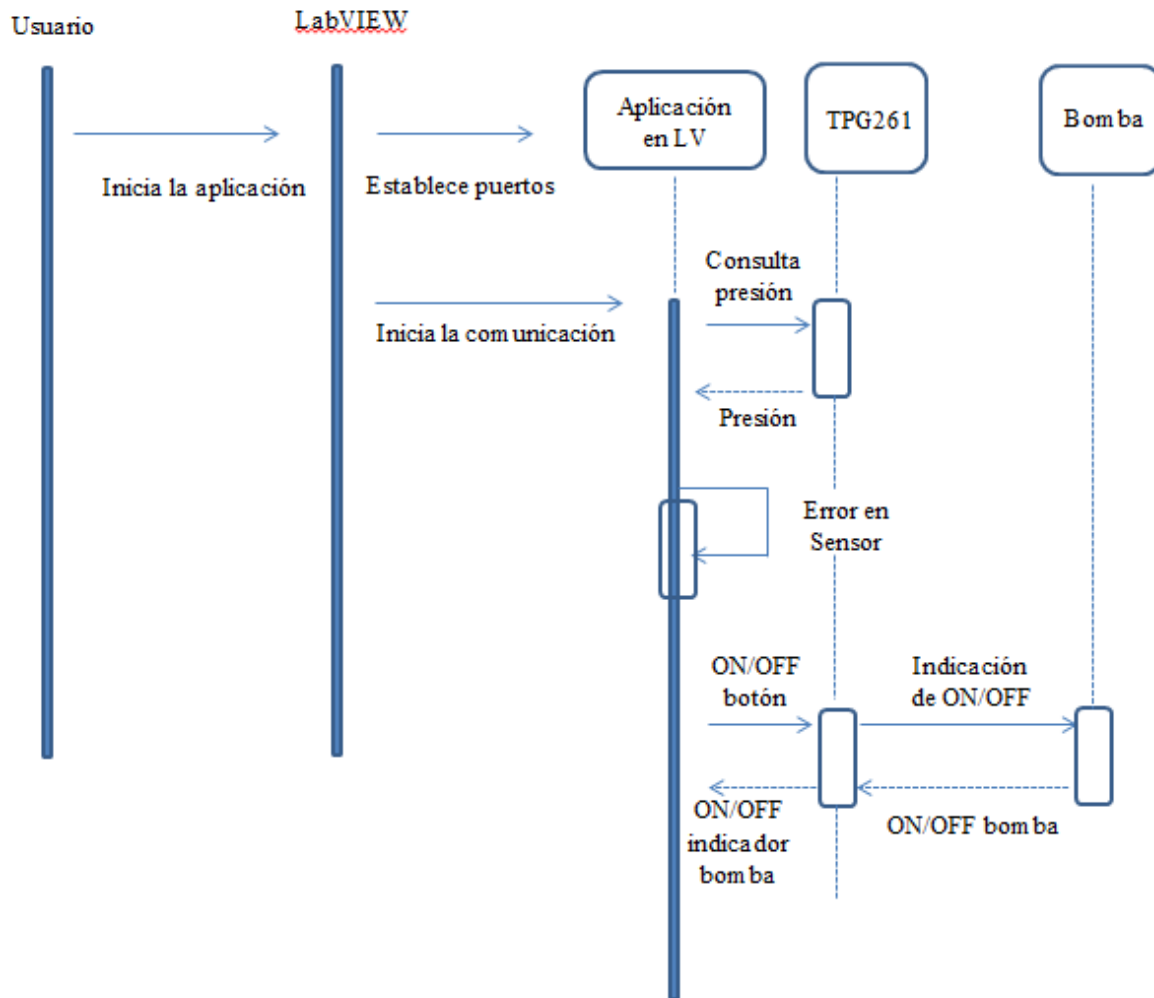 Usuario
LabVIEW
Aplicación
en LV
TPG261
Bomba
Inicia la aplicación
Establece puertos
Consulta
presión
Inicia la comunicación
Presión
Error en
Sensor
ON/OFF
botón
Indicación
de ON/OFF
ON/OFF
indicador
bomba
ON/OFF bomba